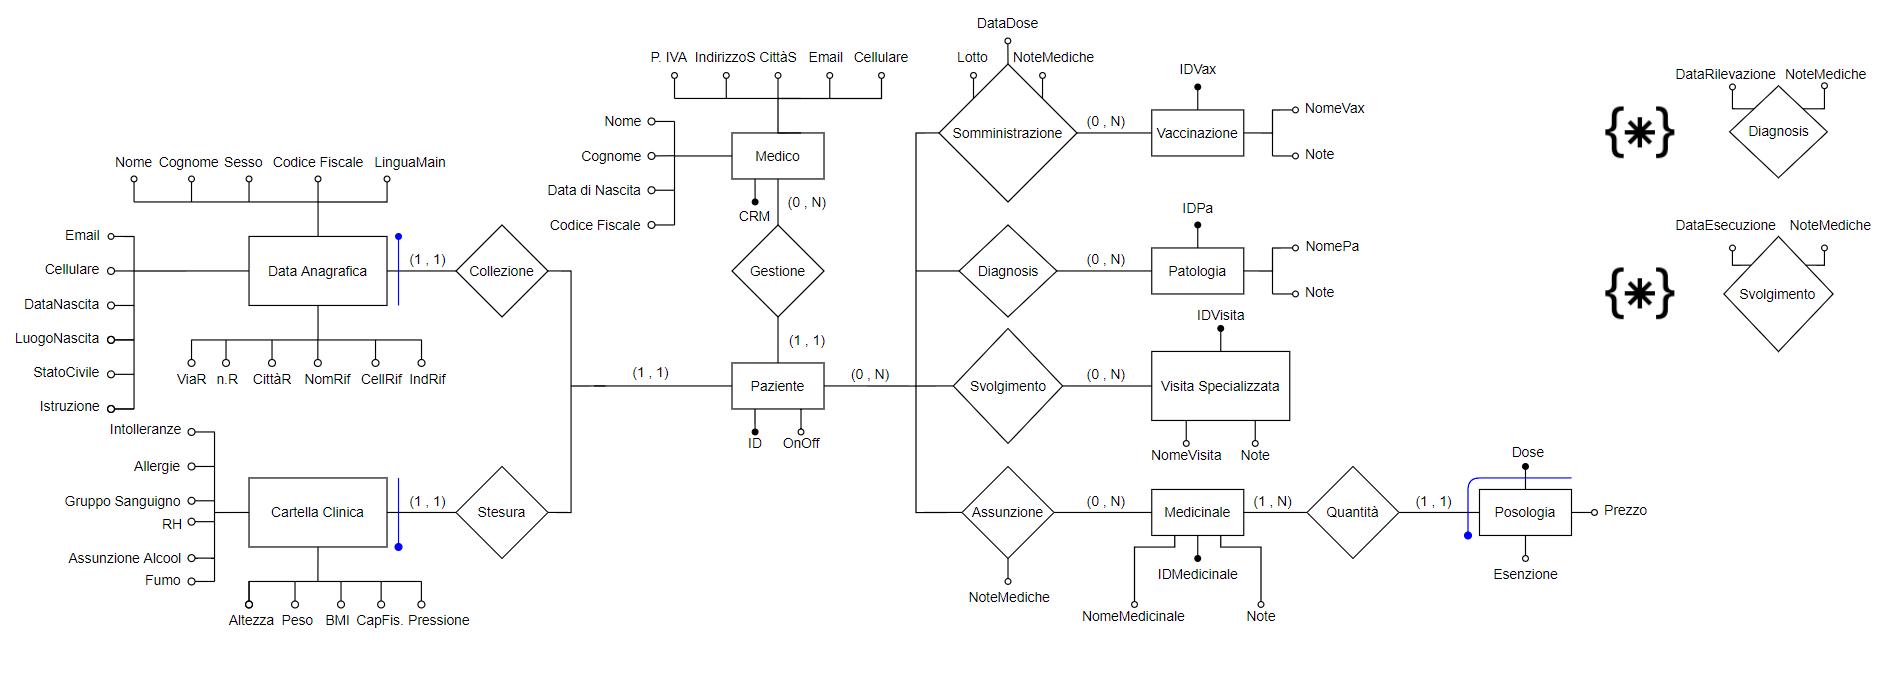 DataDose
P. IVA IndirizzoS CittàS Email Cellulare
Lotto NoteMediche
IDVax
DataRilevazione NoteMediche
Nome
NomeVax
Somministrazione
(0 , N)
Vaccinazione
{*}
Diagnosis
Cognome
Medico
Note
Nome Cognome Sesso Codice Fiscale LinguaMain
Data di Nascita
CRM
(0 , N)
IDPa
Codice Fiscale
DataEsecuzione NoteMediche
Email
NomePa
Cellulare
Data Anagrafica
(1 , 1)
Collezione
Gestione
Diagnosis
(0 , N)
Patologia
{*}
Svolgimento
DataNascita
Note
LuogoNascita
(1 , 1)
IDVisita
StatoCivile
ViaR n.R CittàR NomRif CellRif IndRif
(1 , 1)
Paziente
(0 , N)
Svolgimento
(0 , N)
Visita Specializzata
Istruzione
Intolleranze
ID OnOff
NomeVisita Note
Dose
Allergie
Gruppo Sanguigno
(1 , 1)
(0 , N)
(1 , N)
(1 , 1)
Cartella Clinica
Stesura
Assunzione
Medicinale
Quantità
Posologia
Prezzo
RH
Assunzione Alcool
Fumo
IDMedicinale
Esenzione
NoteMediche
Altezza Peso BMI CapFis. Pressione
NomeMedicinale Note